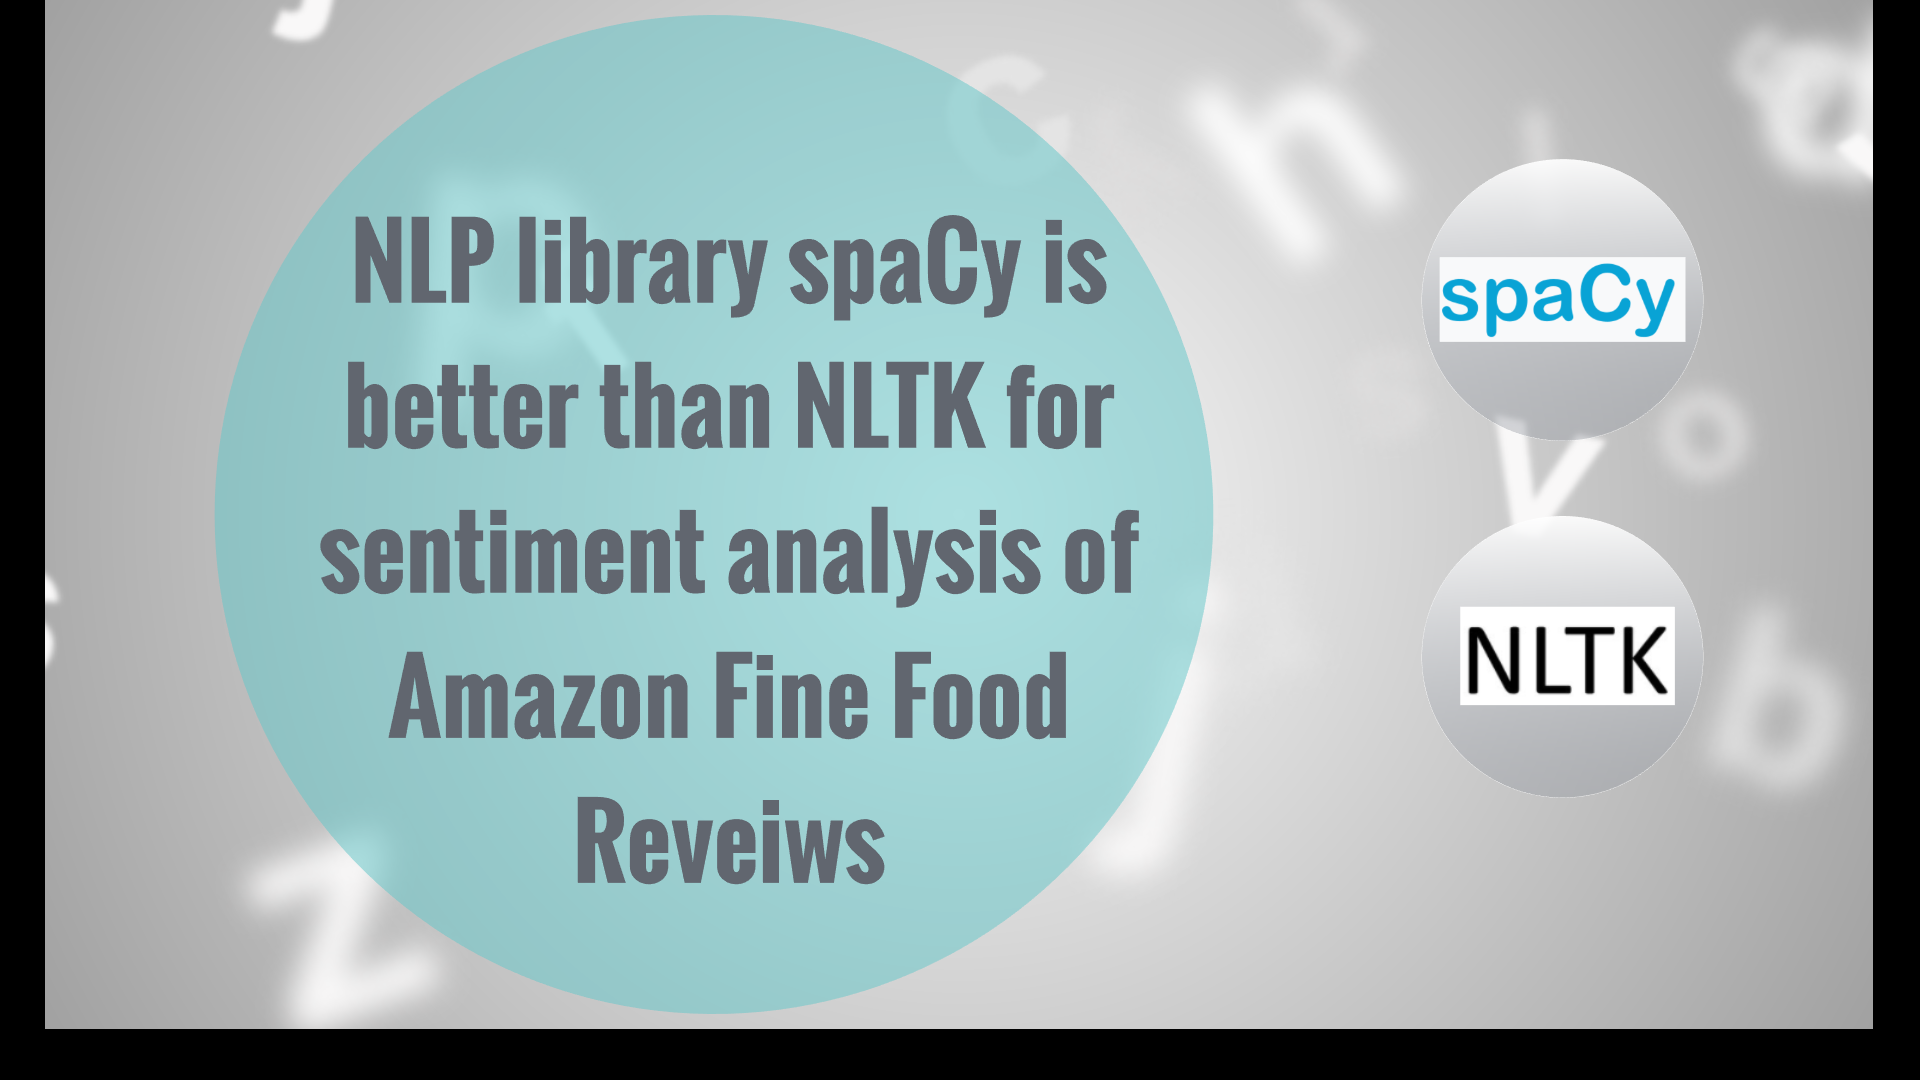 NLP library spaCy is
better than NLTK for
sentiment analysis of
Amazon Fine Food
Reveiws
spaCy
NLTK